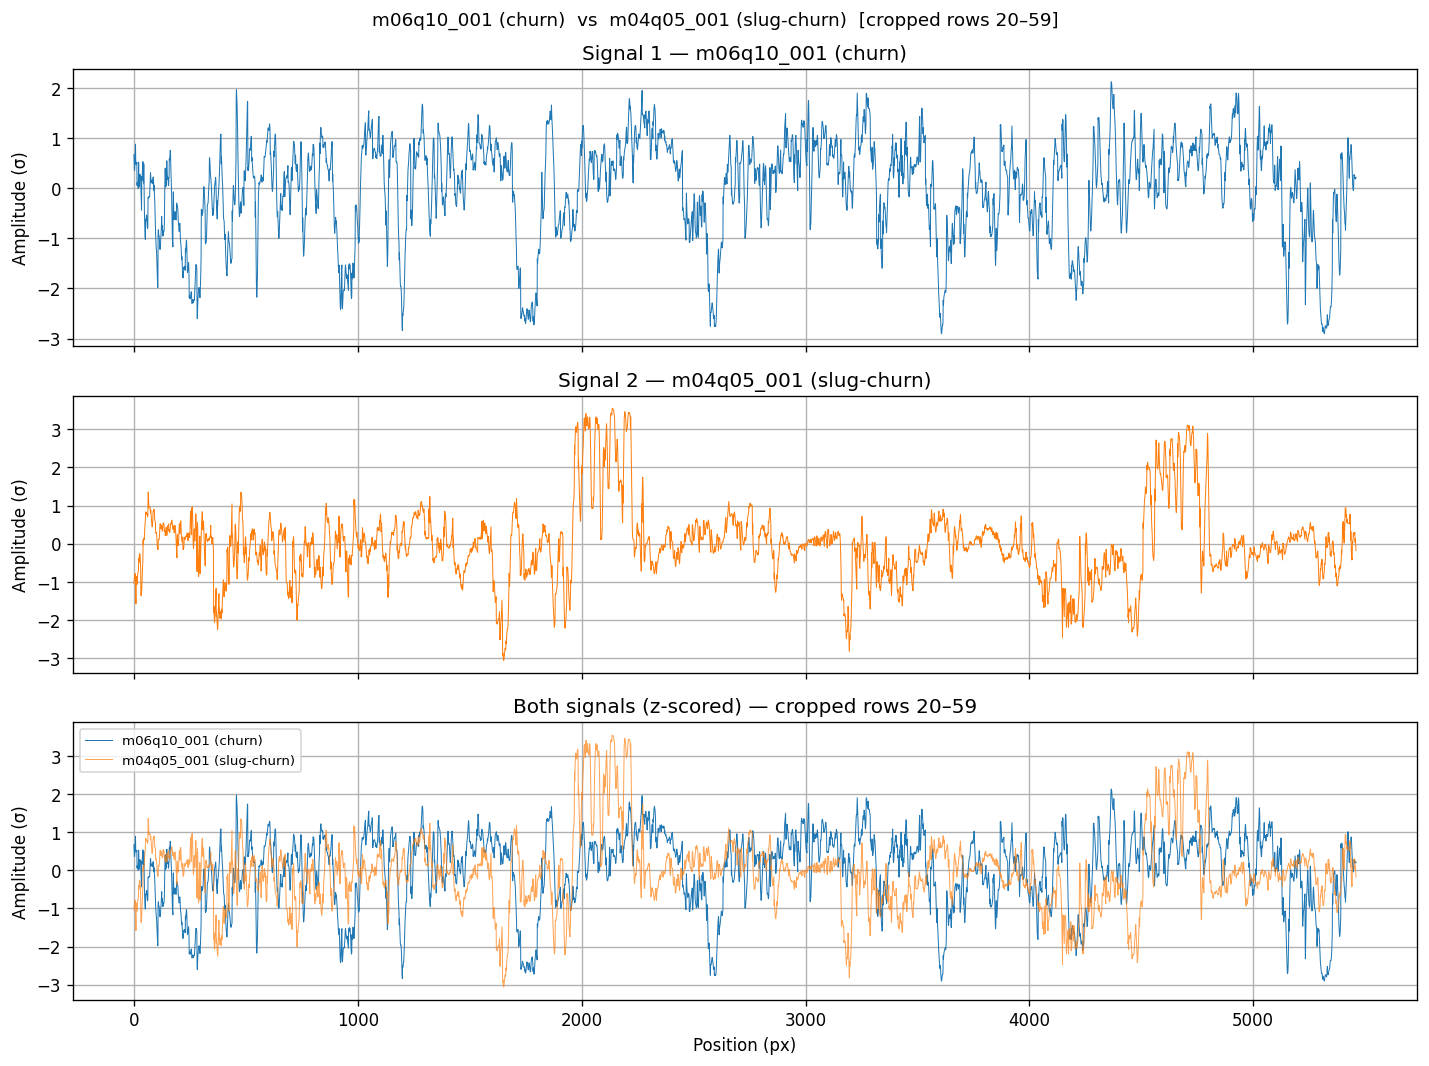 m06q10_001 (churn)  vs  m04q05_001 (slug-churn)  [cropped rows 20–59]
Signal 1 — m06q10_001 (churn)
Amplitude (σ)
2
1
0
−1
−2
−3
Signal 2 — m04q05_001 (slug-churn)
Amplitude (σ)
3
2
1
0
−1
−2
−3
Both signals (z-scored) — cropped rows 20–59
m06q10_001 (churn)
m04q05_001 (slug-churn)
Amplitude (σ)
3
2
1
0
−1
−2
−3
0 1000 2000 3000 4000 5000
Position (px)